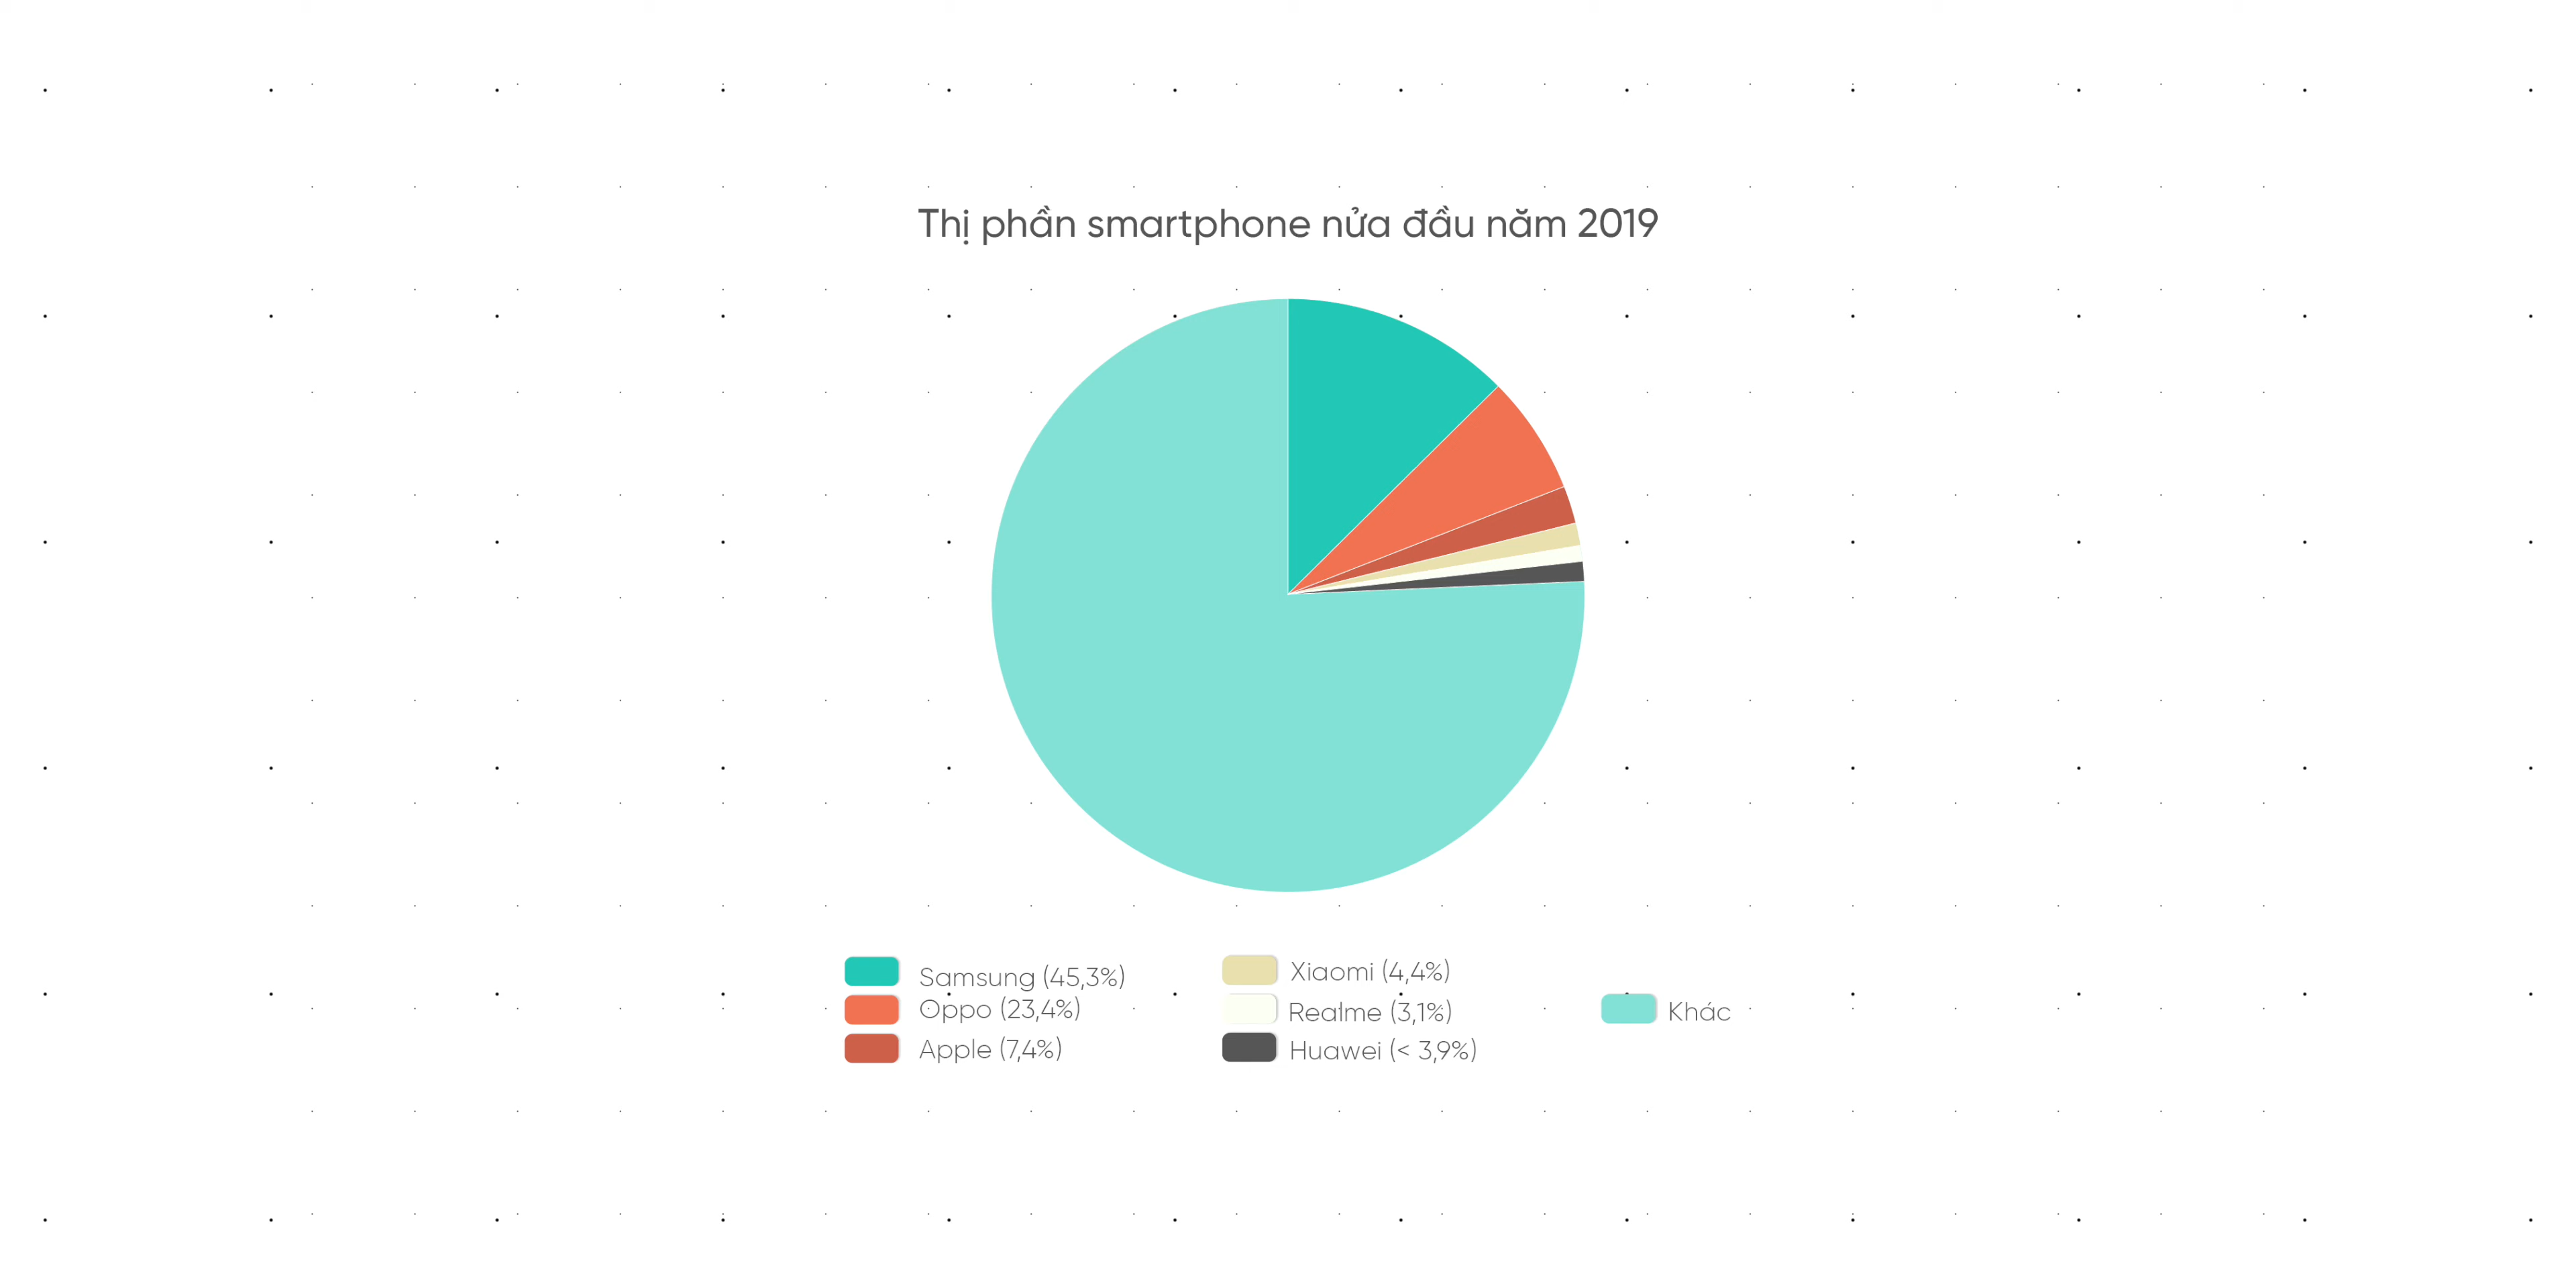 Thị phần smartphone nửa đầu năm 2019
Samsung (45,3%)
Oppo (23,4%)
Apple (7,4%)
Xiaomi (4,4%)
Realme (3,1%)
Huawei (< 3,9%)
Khác